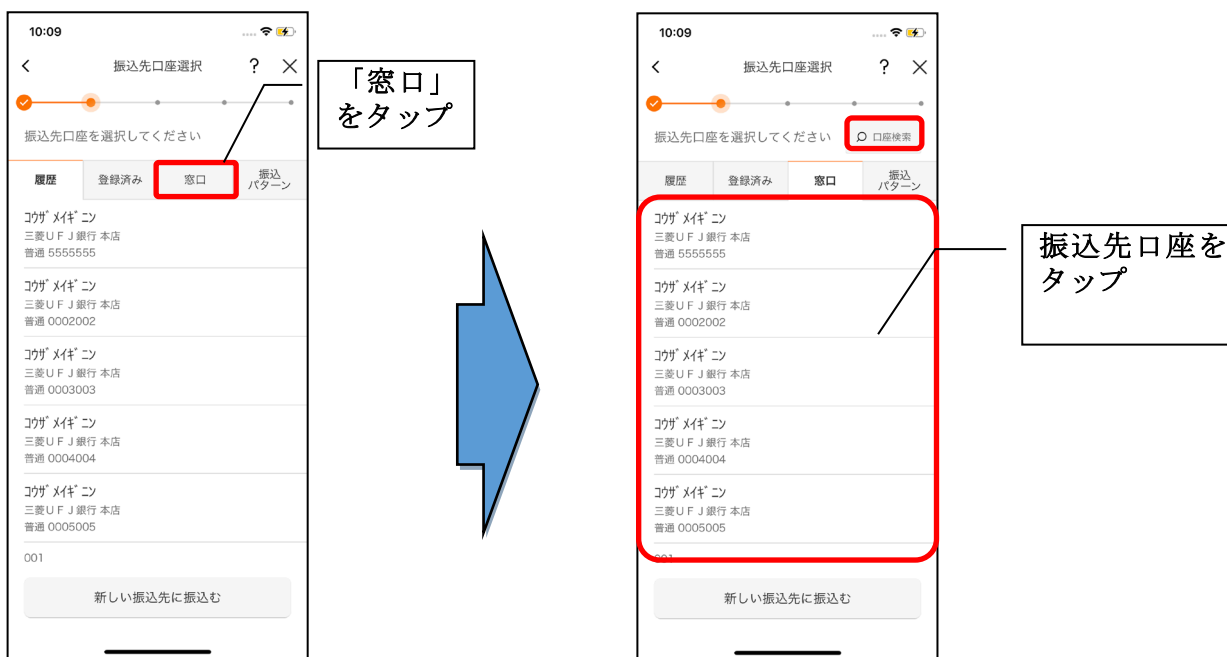 10:09
振込先口座選択 ?
振込先口座を選択してください
履歴 登録済み 窓口 振込
パターン
ｺｳｻﾞﾒｲｷﾞﾆﾝ
三菱ＵＦＪ銀行 本店
普通 5555555
ｺｳｻﾞﾒｲｷﾞﾆﾝ
三菱ＵＦＪ銀行 本店
普通 0002002
ｺｳｻﾞﾒｲｷﾞﾆﾝ
三菱ＵＦＪ銀行 本店
普通 0003003
ｺｳｻﾞﾒｲｷﾞﾆﾝ
三菱ＵＦＪ銀行 本店
普通 0004004
ｺｳｻﾞﾒｲｷﾞﾆﾝ
三菱ＵＦＪ銀行 本店
普通 0005005
001
新しい振込先に振込む
「窓口」
をタップ
10:09
振込先口座選択 ?
振込先口座を選択してください 口座検索
履歴 登録済み 窓口 振込
パターン
ｺｳｻﾞﾒｲｷﾞﾆﾝ
三菱ＵＦＪ銀行 本店
普通 5555555
ｺｳｻﾞﾒｲｷﾞﾆﾝ
三菱ＵＦＪ銀行 本店
普通 0002002
ｺｳｻﾞﾒｲｷﾞﾆﾝ
三菱ＵＦＪ銀行 本店
普通 0003003
ｺｳｻﾞﾒｲｷﾞﾆﾝ
三菱ＵＦＪ銀行 本店
普通 0004004
ｺｳｻﾞﾒｲｷﾞﾆﾝ
三菱ＵＦＪ銀行 本店
普通 0005005
001
新しい振込先に振込む
振込先口座を
タップ